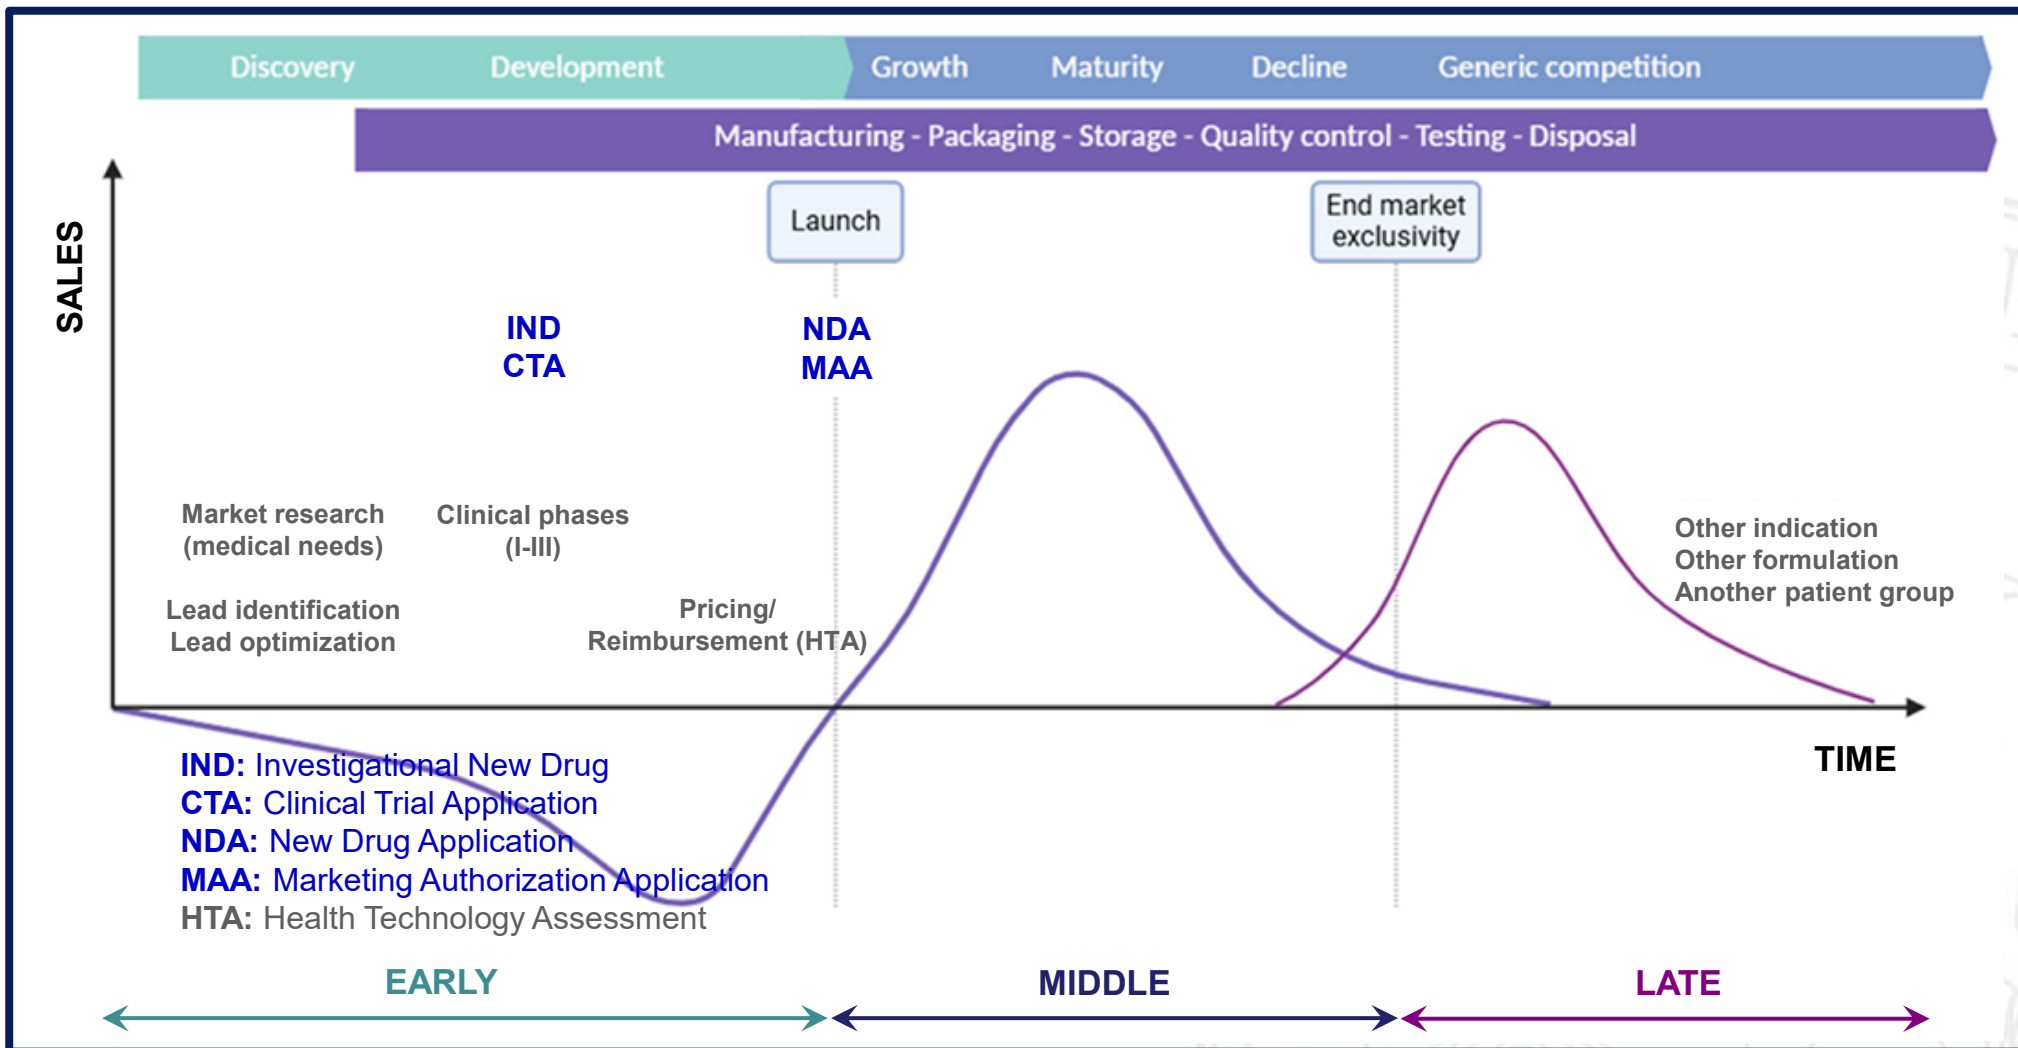 Discovery Development Growth Maturity Decline Generic competition
Manufacturing - Packaging - Storage - Quality control - Testing - Disposal
Launch
End market
exclusivity
SALES
IND
CTA
NDA
MAA
Market research
(medical needs)
Clinical phases
(I-III)
Lead identification
Lead optimization
Pricing/
Reimbursement (HTA)
Other indication
Other formulation
Another patient group
TIME
IND: Investigational New Drug
CTA: Clinical Trial Application
NDA: New Drug Application
MAA: Marketing Authorization Application
HTA: Health Technology Assessment
EARLY MIDDLE LATE